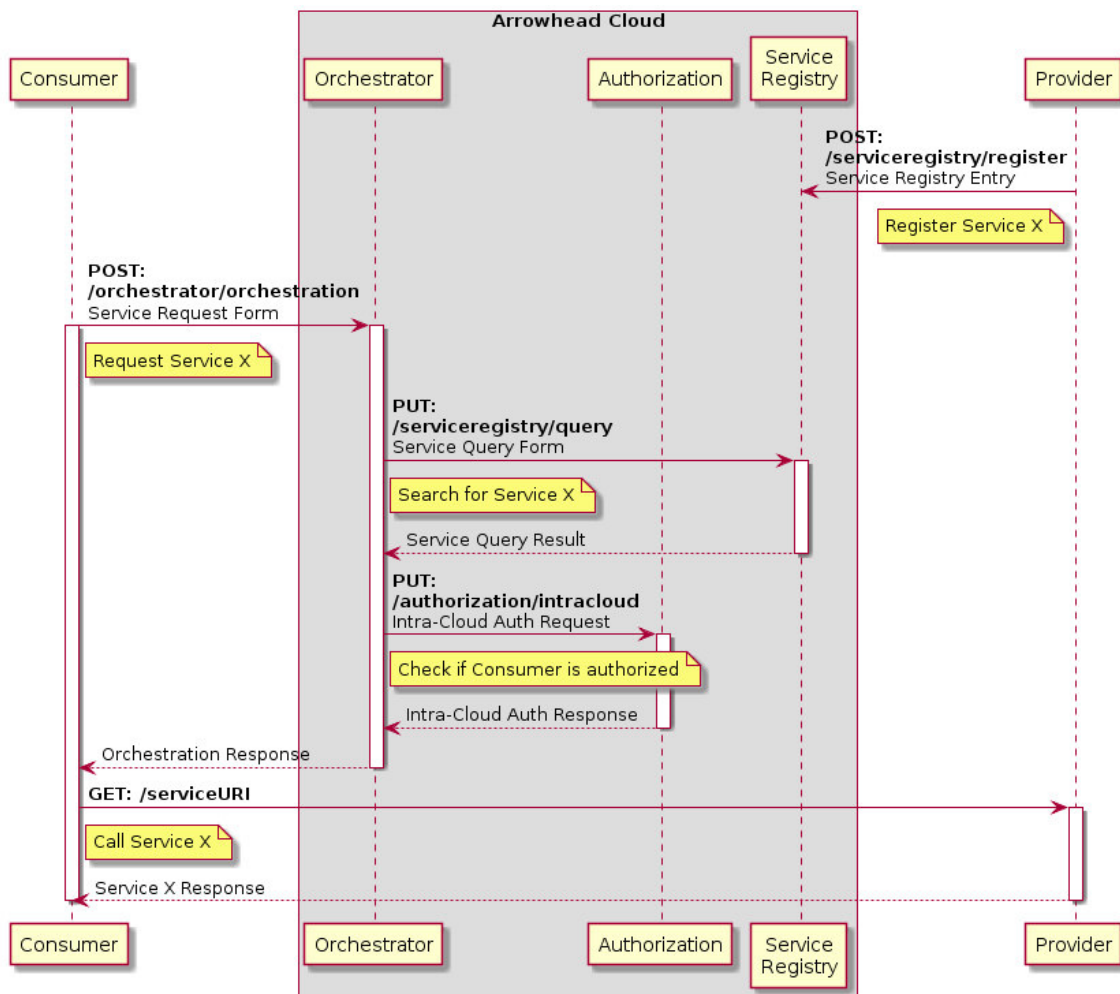 Arrowhead Cloud
Consumer
Orchestrator
Authorization
Service
Registry
Provider
POST:
/serviceregistry/register
Service Registry Entry
Register Service X
POST:
/orchestrator/orchestration
Service Request Form
Request Service X
PUT:
/serviceregistry/query
Service Query Form
Search for Service X
Service Query Result
PUT:
/authorization/intracloud
Intra-Cloud Auth Request
Check if Consumer is authorized
Intra-Cloud Auth Response
Orchestration Response
GET: /serviceURI
Call Service X
Service X Response
Consumer
Orchestrator
Authorization
Service
Registry
Provider